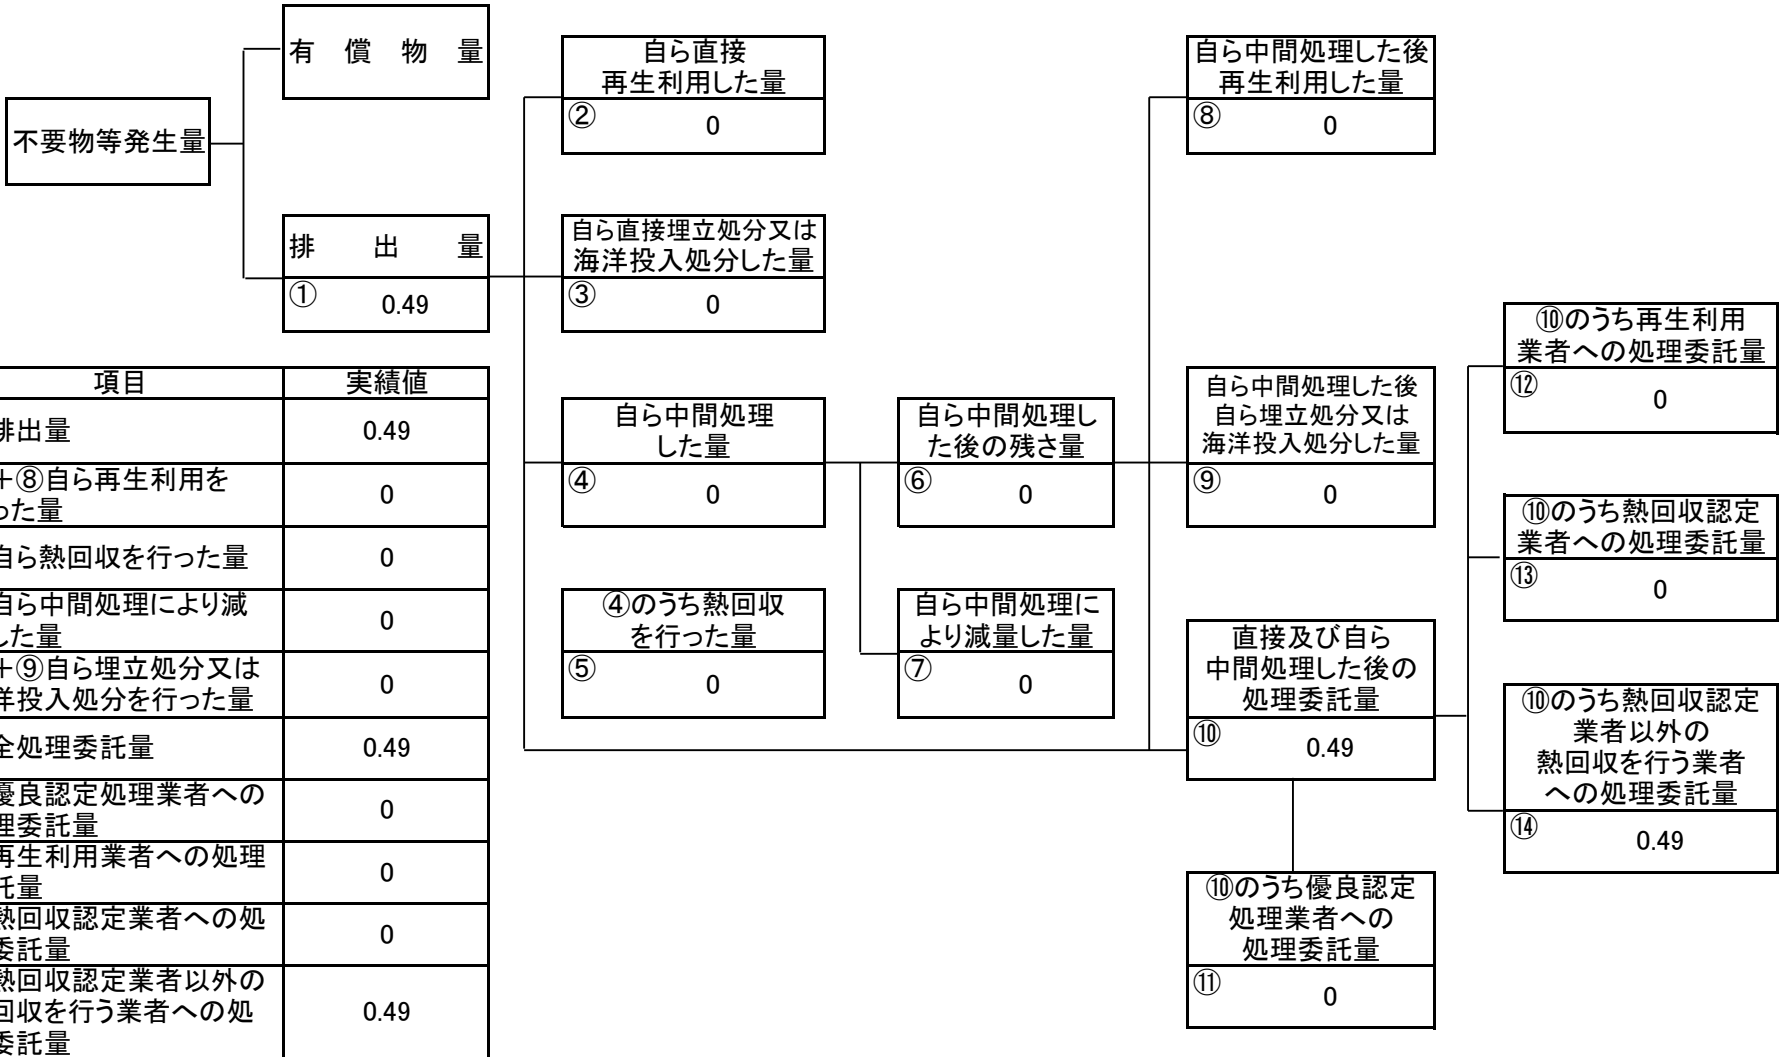 有償物量
不要物等発生量
排出量
① 0.49
自ら直接
再生利用した量
② 0
自ら直接埋立処分又は
海洋投入処分した量
③ 0
自ら中間処理
した量
④ 0
④のうち熱回収
を行った量
⑤ 0
自ら中間処理し
た後の残さ量
⑥ 0
自ら中間処理に
より減量した量
⑦ 0
自ら中間処理した後
再生利用した量
⑧ 0
自ら中間処理した後
自ら埋立処分又は
海洋投入処分した量
⑨ 0
直接及び自ら
中間処理した後の
処理委託量
⑩ 0.49
⑩のうち優良認定
処理業者への
処理委託量
⑪ 0
⑩のうち再生利用
業者への処理委託量
⑫ 0
⑩のうち熱回収認定
業者への処理委託量
⑬ 0
⑩のうち熱回収認定
業者以外の
熱回収を行う業者
への処理委託量
⑭ 0.49
項目 実績値
排出量 0.49
+⑧自ら再生利用を
った量 0
自ら熱回収を行った量 0
自ら中間処理により減
した量 0
+⑨自ら埋立処分又は
洋投入処分を行った量 0
全処理委託量 0.49
優良認定処理業者への
理委託量 0
再生利用業者への処理
託量 0
熱回収認定業者への処
委託量 0
熱回収認定業者以外の
回収を行う業者への処
委託量 0.49